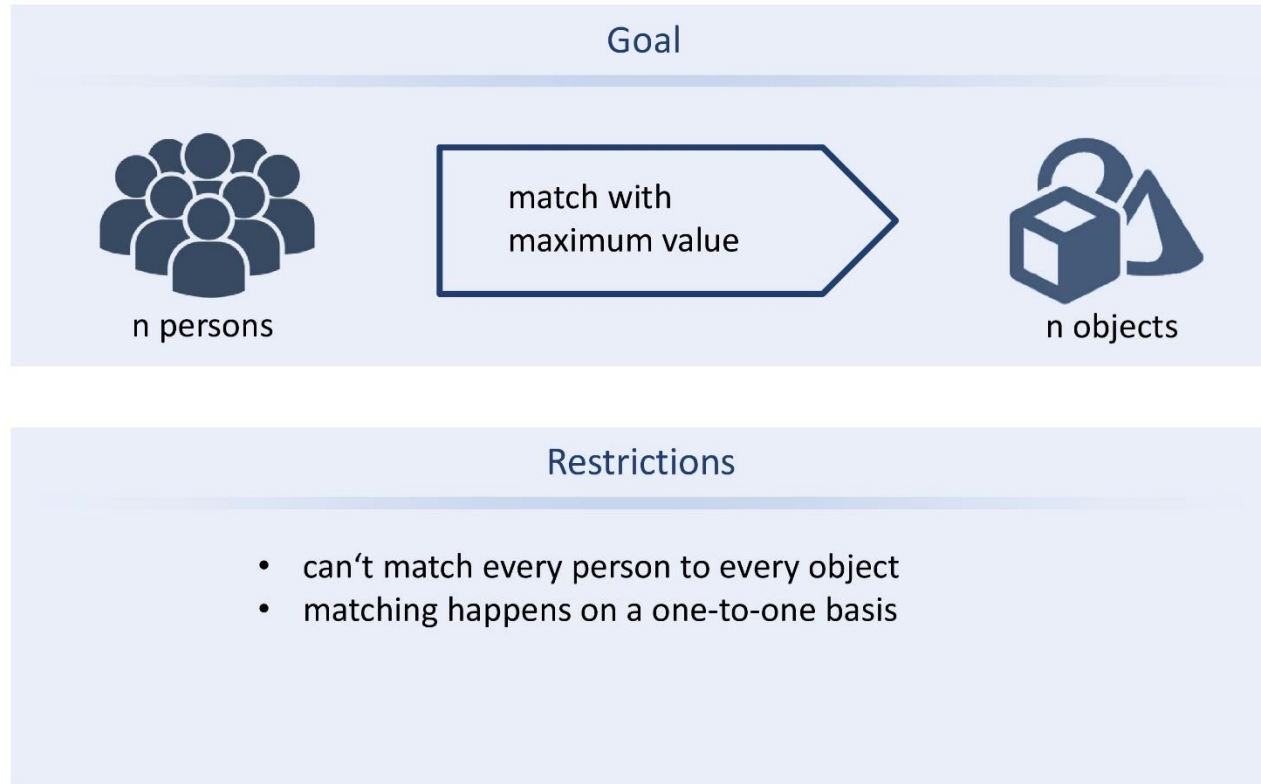 Goal
match with
maximum value
n persons
n objects
Restrictions
• can‘t match every person to every object
• matching happens on a one-to-one basis